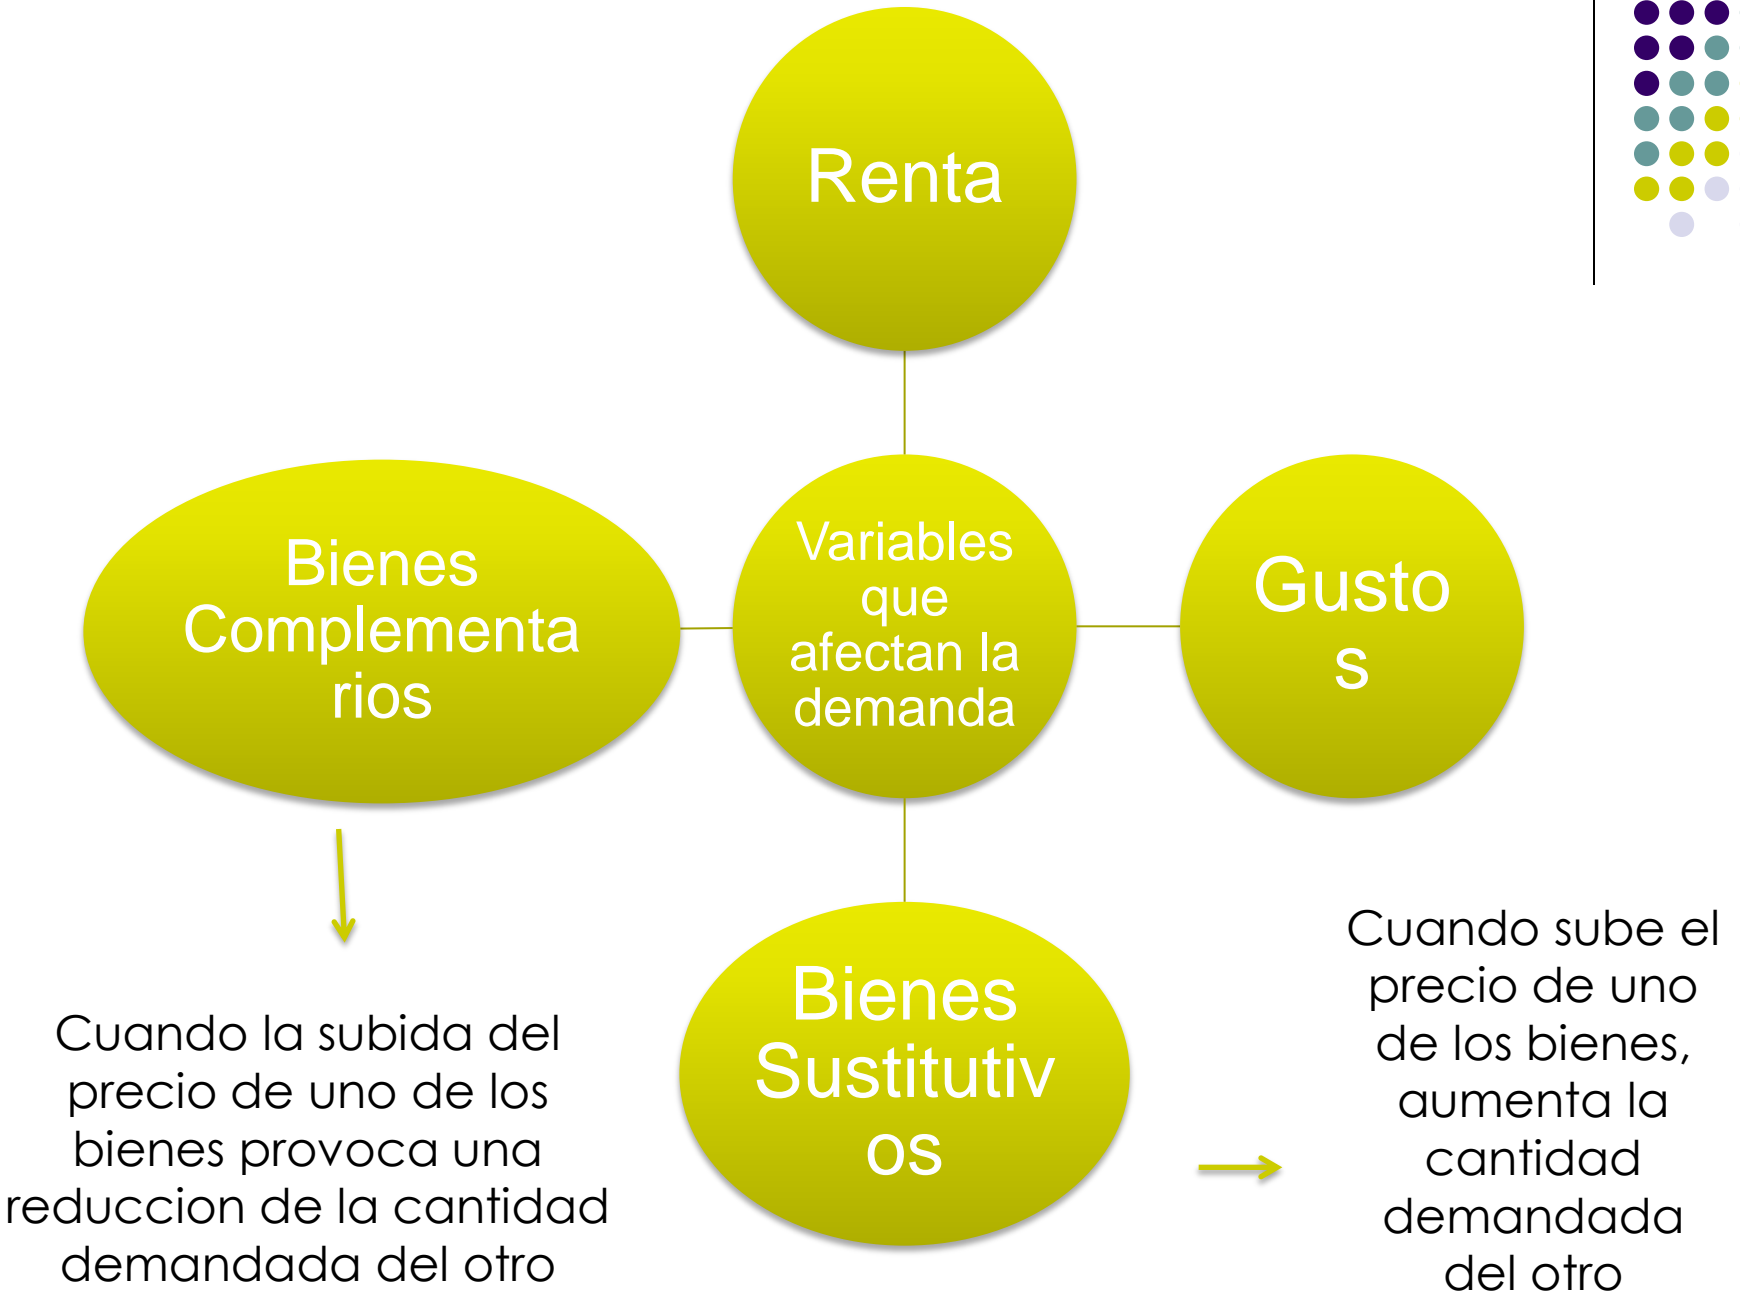 Renta
Bienes
Complementa
rios
Variables
que
afectan la
demanda
Gusto
s
Bienes
Sustitutiv
os
Cuando la subida del
precio de uno de los
bienes provoca una
reduccion de la cantidad
demandada del otro
Cuando sube el
precio de uno
de los bienes,
aumenta la
cantidad
demandada
del otro